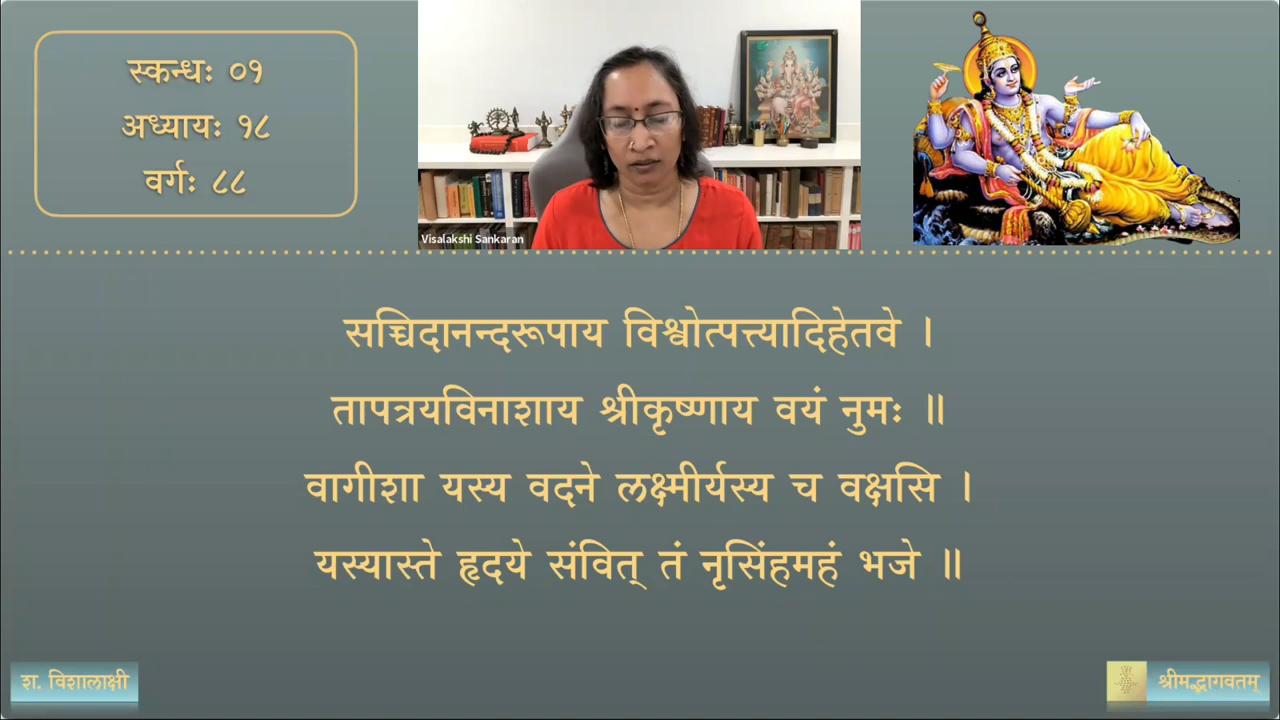 स्कन्धः ०१
अध्यायः १८
वर्गः ८८
Visalakshi Sankaran
सच्चिदानन्दरूपाय विश्वोत्पत्त्यादिहेतवे ।
तापत्रयविनाशाय श्रीकृष्णाय वयं नुमः ॥
वागीशा यस्य वदने लक्ष्मीर्यस्य च वक्षसि ।
यस्यास्ते हृदये संवित् तं नृसिंहमहं भजे ॥
श. विशालाक्षी
श्रीमद्भागवतम्